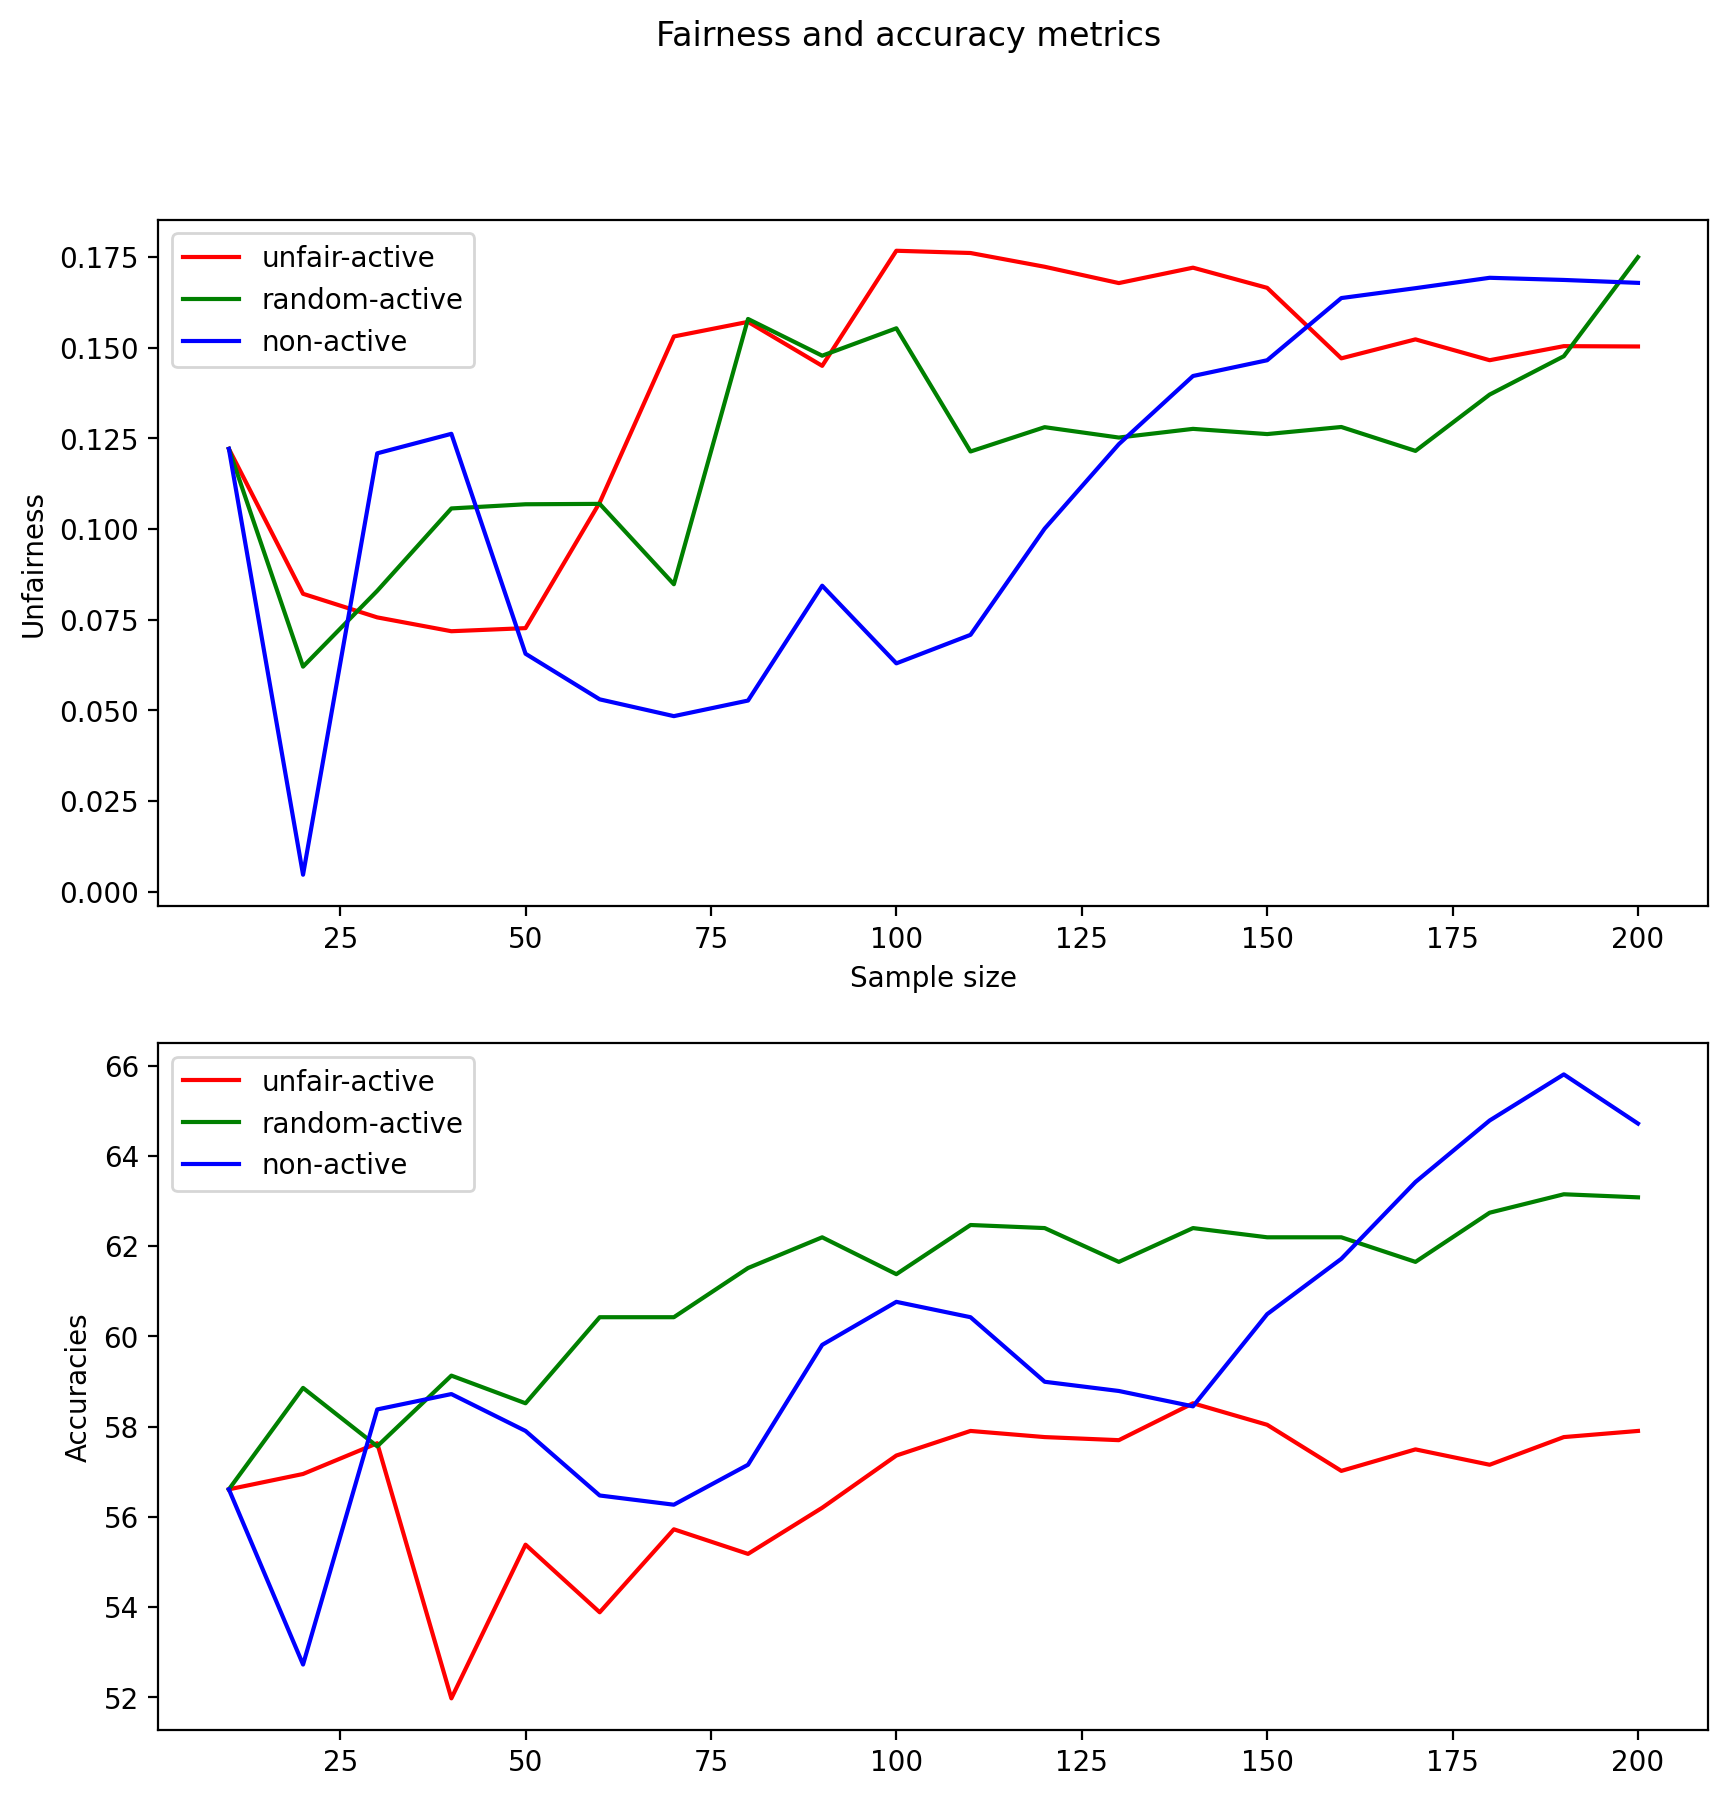 Fairness and accuracy metrics
unfair-active
random-active
non-active
0.175
0.150
0.125
0.100
0.075
0.050
0.025
0.000
Unfairness
25 50 75 100 125 150 175 200
Sample size
unfair-active
random-active
non-active
66
64
62
60
58
56
54
52
Accuracies
25 50 75 100 125 150 175 200